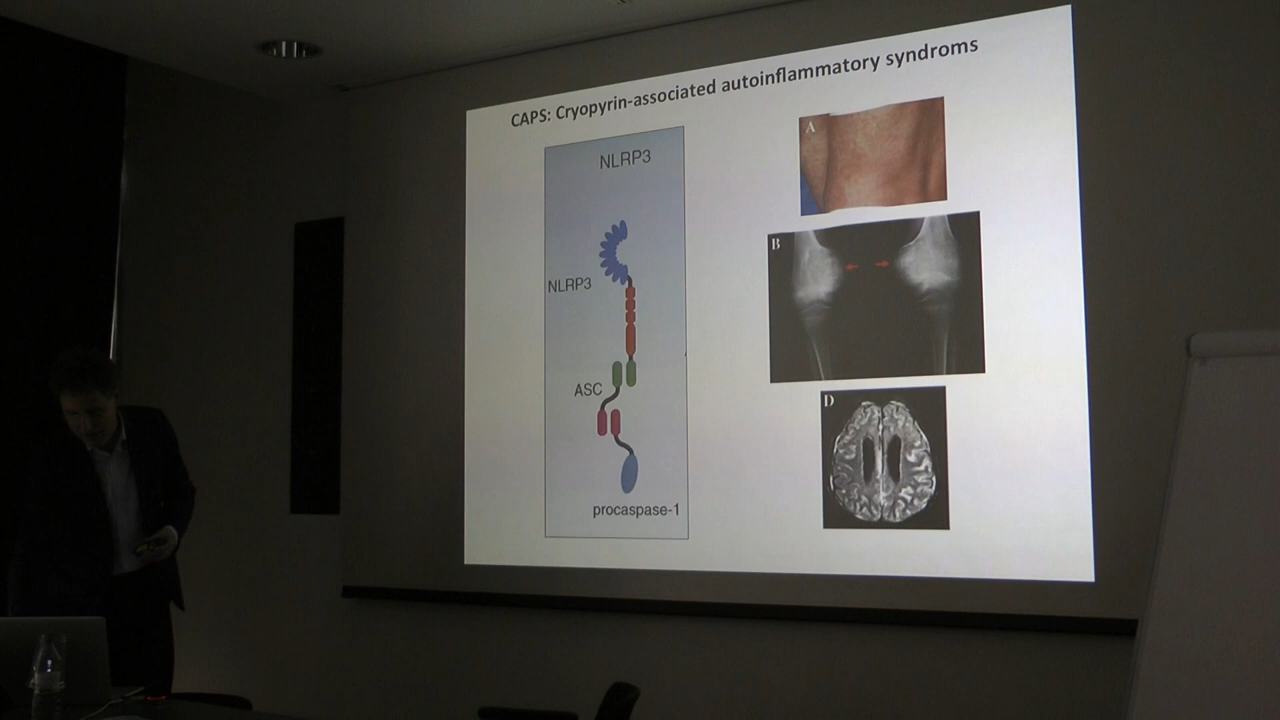 CAPS: Cryopyrin-associated autoinflammatory syndroms
NLRP3
NLRP3
ASC
procaspase-1
A
B
D